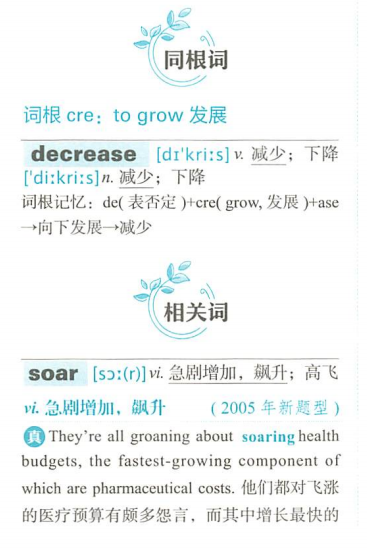 同根词
词根 cre：to grow 发展
decrease [dɪ'kriːs] v. 减少；下降
['diːkriːs] n. 减少；下降
词根记忆：de( 表否定 )+cre( grow, 发展 )+ase
→向下发展→减少
相关词
soar [sɔː(r)] vi. 急剧增加，飙升；高飞
vi. 急剧增加，飙升 ( 2005 年新题型 )
真 They're all groaning about soaring health
budgets, the fastest-growing component of
which are pharmaceutical costs. 他们都对飞涨
的医疗预算有颇多怨言，而其中增长最快的